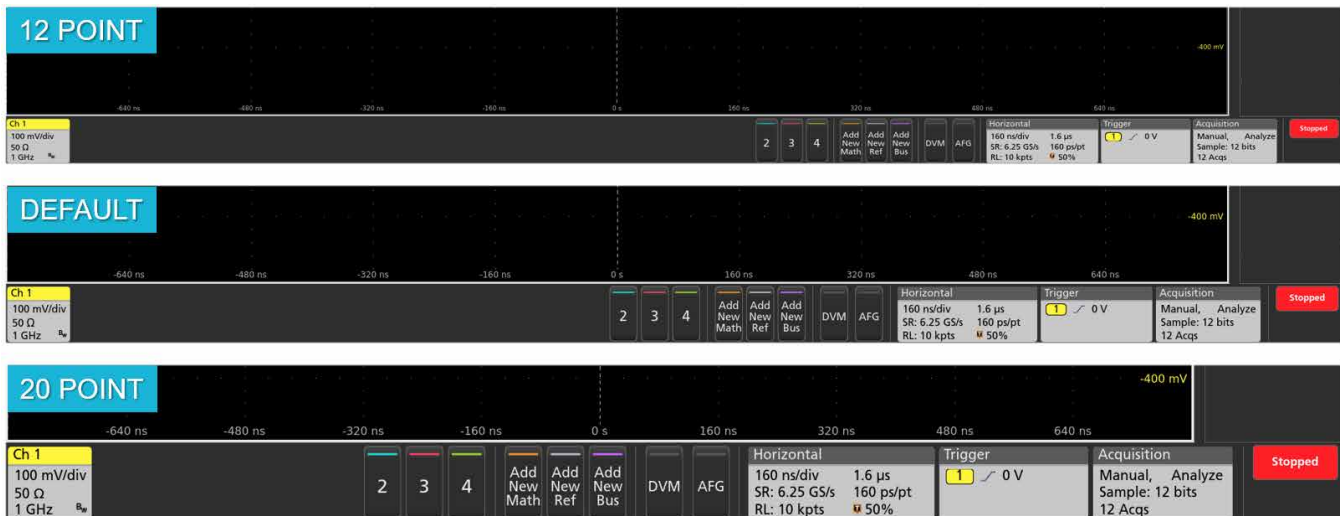 12 POINT
-400 mV
-640 ns -480 ns -320 ns -160 ns 0 s 160 ns 320 ns 480 ns 640 ns
Ch 1
100 mV/div
50 Ω
1 GHz
2 3 4
Add New Math
Add New Ref
Add New Bus
DVM AFG
Horizontal
160 ns/div 1.6 μs
SR: 6.25 GS/s 160 ps/pt
RL: 10 kpts 50%
Trigger
1 0 V
Acquisition
Manual, Analyze
Sample: 12 bits
12 Acqs
Stopped
DEFAULT
-400 mV
-640 ns -480 ns -320 ns -160 ns 0 s 160 ns 320 ns 480 ns 640 ns
Ch 1
100 mV/div
50 Ω
1 GHz
2 3 4
Add New Math
Add New Ref
Add New Bus
DVM AFG
Horizontal
160 ns/div 1.6 μs
SR: 6.25 GS/s 160 ps/pt
RL: 10 kpts 50%
Trigger
1 0 V
Acquisition
Manual, Analyze
Sample: 12 bits
12 Acqs
Stopped
20 POINT
-400 mV
-640 ns -480 ns -320 ns -160 ns 0 s 160 ns 320 ns 480 ns 640 ns
Ch 1
100 mV/div
50 Ω
1 GHz
2 3 4
Add New Math
Add New Ref
Add New Bus
DVM AFG
Horizontal
160 ns/div 1.6 μs
SR: 6.25 GS/s 160 ps/pt
RL: 10 kpts 50%
Trigger
1 0 V
Acquisition
Manual, Analyze
Sample: 12 bits
12 Acqs
Stopped